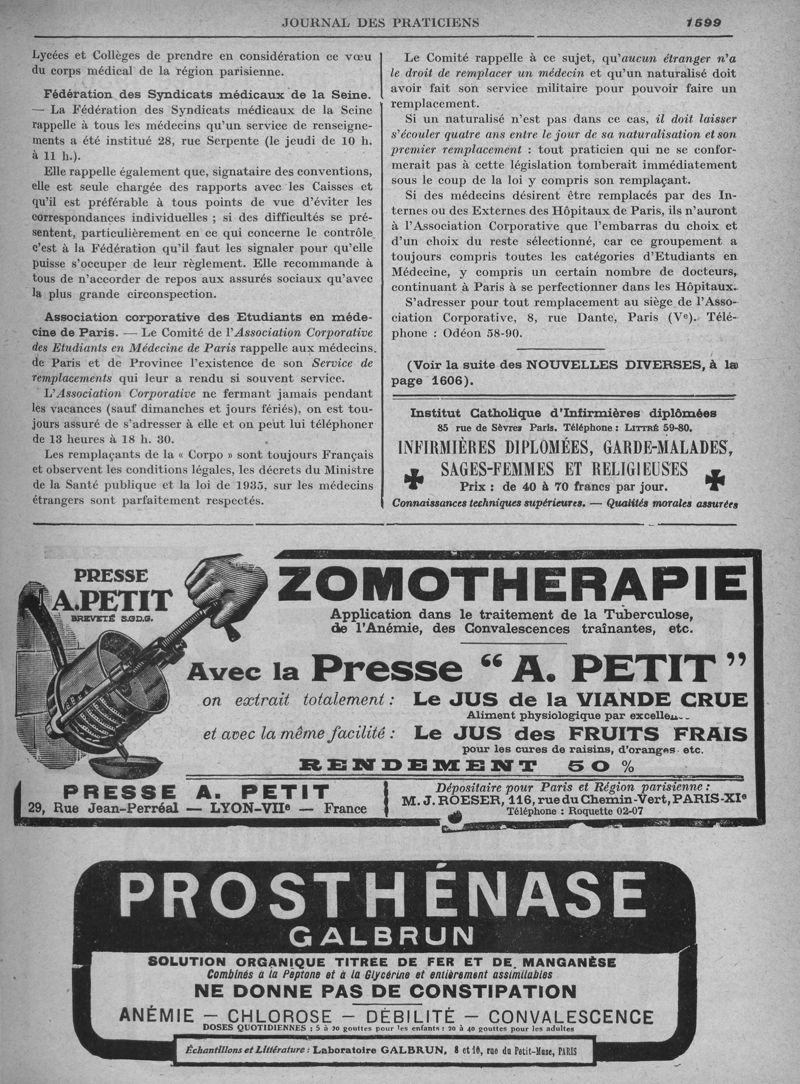 JOURNAL DES PRATICIENS 1599
Lycées et Collèges de prendre en considération ce vœu
du corps médical de la région parisienne.
Fédération des Syndicats médicaux de la Seine.
— La Fédération des Syndicats médicaux de la Seine
rappelle à tous les médecins qu'un service de renseigne-
ments a été institué 28, rue Serpente (le jeudi de 10 h.
à 11 h.).
Elle rappelle également que, signataire des conventions,
elle est seule chargée des rapports avec les Caisses et
qu'il est préférable à tous points de vue d'éviter les
correspondances individuelles ; si des difficultés se pré-
sentent, particulièrement en ce qui concerne le contrôle
c'est à la Fédération qu'il faut les signaler pour qu'elle
puisse s'occuper de leur règlement. Elle recommande à
tous de n'accorder de repos aux assurés sociaux qu'avec
la plus grande circonspection.
Association corporative des Etudiants en méde-
cine de Paris. — Le Comité de l'Association Corporative
des Etudiants en Médecine de Paris rappelle aux médecins
de Paris et de Province l'existence de son Service de
remplacements qui leur a rendu si souvent service.
L'Association Corporative ne fermant jamais pendant
les vacances (sauf dimanches et jours fériés), on est tou-
jours assuré de s'adresser à elle et on peut lui téléphoner
de 13 heures à 18 h. 30.
Les remplaçants de la « Corpo » sont toujours Français
et observent les conditions légales, les décrets du Ministre
de la Santé publique et la loi de 1935, sur les médecins
étrangers sont parfaitement respectés.
Le Comité rappelle à ce sujet, qu'aucun étranger n'a
le droit de remplacer un médecin et qu'un naturalisé doit
avoir fait son service militaire pour pouvoir faire un
remplacement.
Si un naturalisé n'est pas dans ce cas, il doit laisser
s'écouler quatre ans entre le jour de sa naturalisation et son
premier remplacement : tout praticien qui ne se confor-
merait pas à cette législation tomberait immédiatement
sous le coup de la loi y compris son remplaçant.
Si des médecins désirent être remplacés par des In-
ternes ou des Externes des Hôpitaux de Paris, ils n'auront
à l'Association Corporative que l'embarras du choix et
d'un choix du reste sélectionné, car ce groupement a
toujours compris toutes les catégories d'Etudiants en
Médecine, y compris un certain nombre de docteurs,
continuant à Paris à se perfectionner dans les Hôpitaux.
S'adresser pour tout remplacement au siège de l'Asso-
ciation Corporative, 8, rue Dante, Paris (Ve). Télé-
phone : Odéon 58-90.
(Voir la suite des NOUVELLES DIVERSES, à la
page 1606).
Institut Catholique d'Infirmières diplômées
85 rue de Sèvres Paris. Téléphone : LITTRÉ 59-80.
INFIRMIÈRES DIPLOMÉES, GARDE-MALADES,
SAGES-FEMMES ET RELIGIEUSES
Prix : de 40 à 70 francs par jour.
Connaissances techniques supérieures. — Qualités morales assurées
PRESSE
A. PETIT
BREVETÉ S.G.D.G.
ZOMOTHERAPIE
Application dans le traitement de la Tuberculose,
de l'Anémie, des Convalescences traînantes, etc.
Avec la Presse “ A. PETIT ”
on extrait totalement : Le JUS de la VIANDE CRUE
Aliment physiologique par
et avec la même facilité : Le JUS des FRUITS FRAIS
pour les cures de raisins, d'oranges etc.
RENDEMENT 50 %
PRESSE A. PETIT
29, Rue Jean-Perréal — LYON-VIIe — France
Dépositaire pour Paris et Région parisienne :
M. J. ROESER, 116, rue du Chemin-Vert, PARIS-XIe
Téléphone : Roquette 02-07
PROSTHÉNASE
GALBRUN
SOLUTION ORGANIQUE TITREE DE FER ET DE MANGANÈSE
Combinés à la Peptone et à la Glycérine et entièrement assimilables
NE DONNE PAS DE CONSTIPATION
ANÉMIE — CHLOROSE — DÉBILITÉ — CONVALESCENCE
DOSES QUOTIDIENNES : 5 à 20 gouttes pour les enfants : 20 à 40 gouttes pour les adultes
Échantillons et Littérature : Laboratoire GALBRUN, 8 et 10, rue du Petit-Musc, PARIS